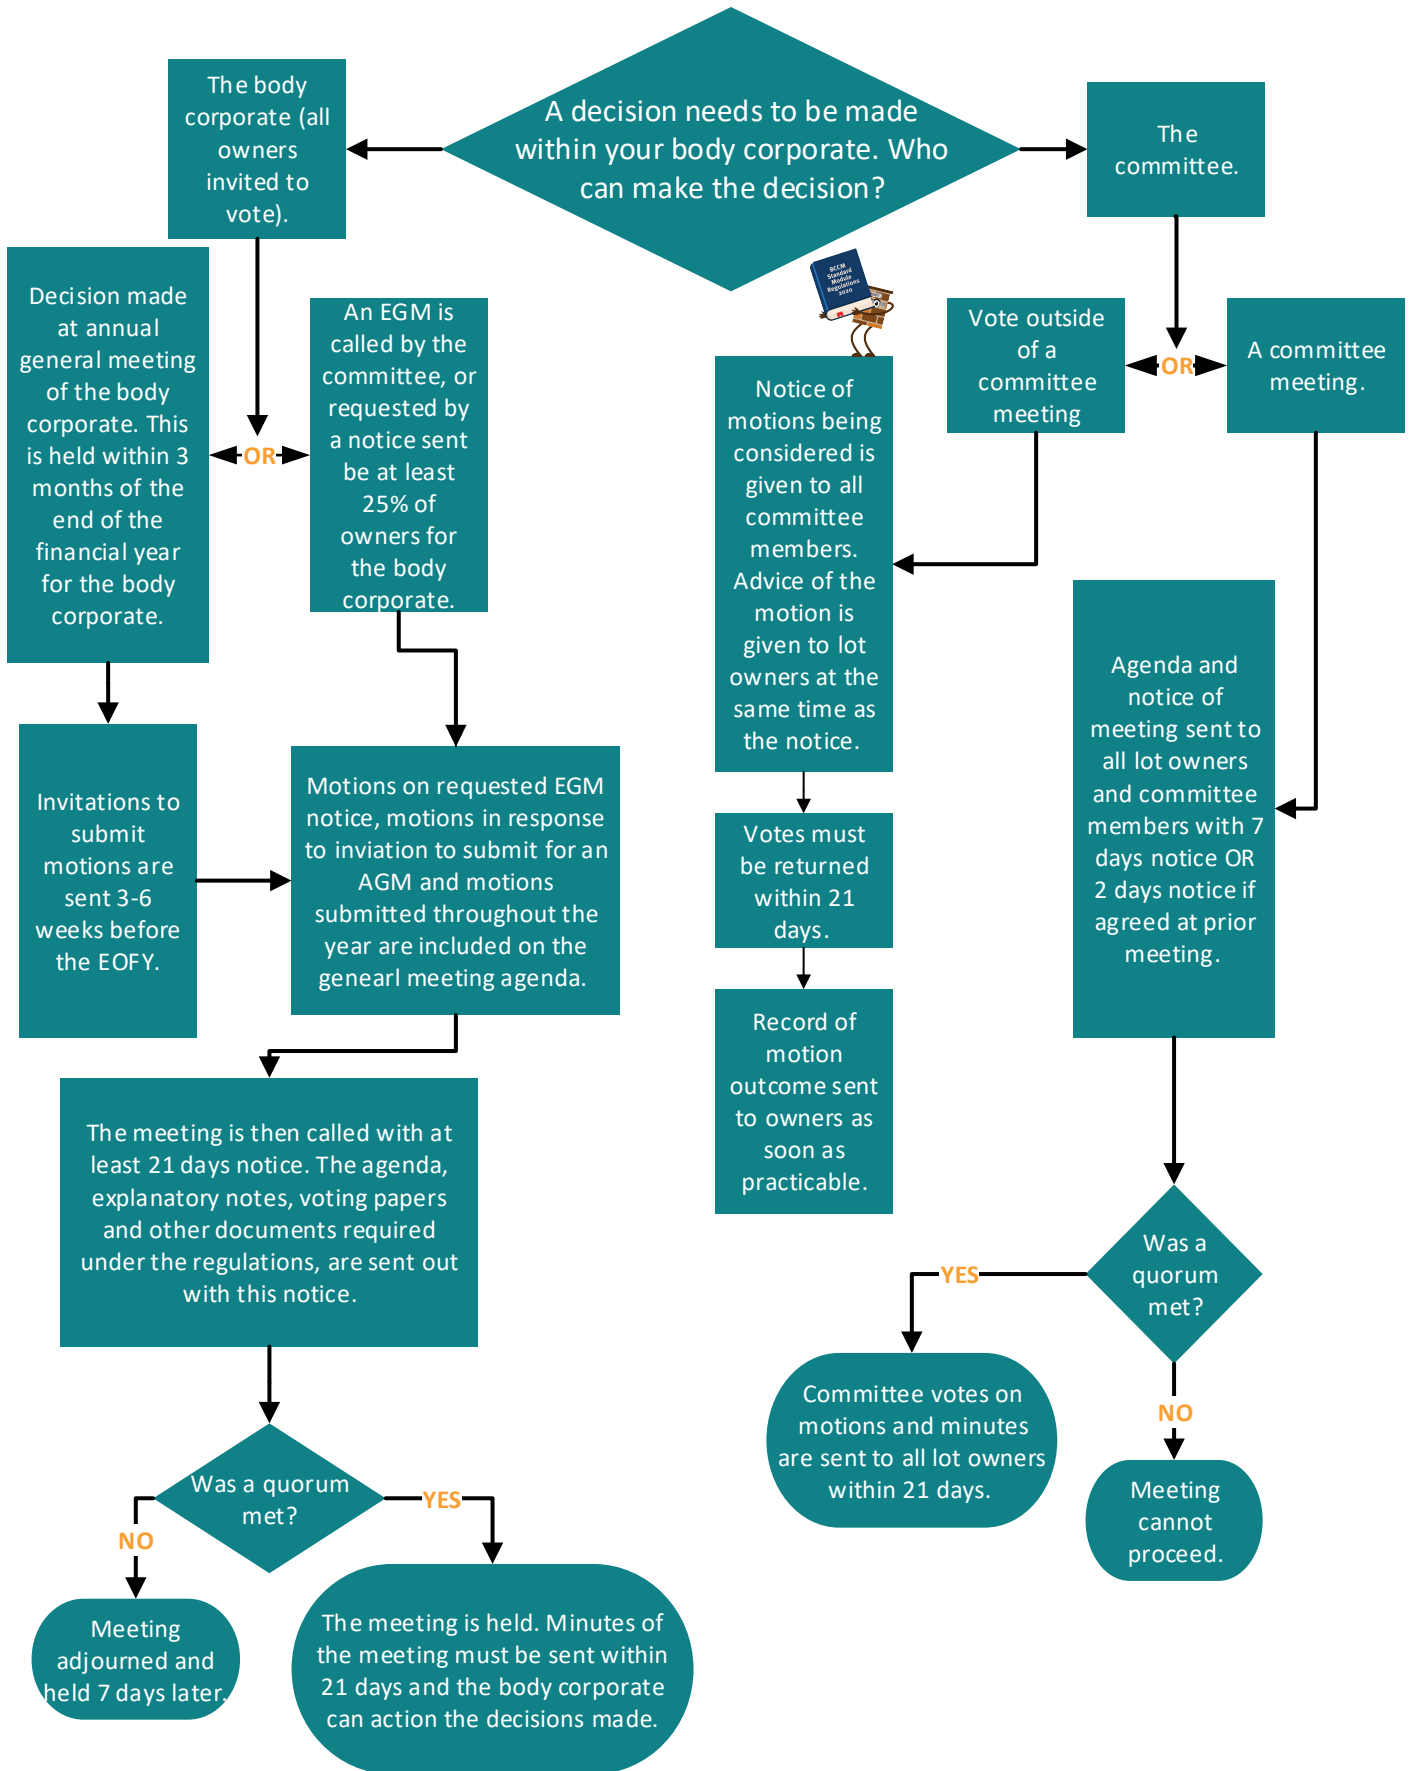 A decision needs to be made
within your body corporate. Who
can make the decision?
The body
corporate (all
owners
invited to
vote).
Decision made
at annual
general meeting
of the body
corporate. This
is held within 3
months of the
end of the
financial year
for the body
corporate.
OR
An EGM is
called by the
committee, or
requested by
a notice sent
be at least
25% of
owners for
the body
corporate.
Invitations to
submit
motions are
sent 3-6
weeks before
the EOFY.
Motions on requested EGM
notice, motions in response
to inviation to submit for an
AGM and motions
submitted throughout the
year are included on the
genearl meeting agenda.
The meeting is then called with at
least 21 days notice. The agenda,
explanatory notes, voting papers
and other documents required
under the regulations, are sent out
with this notice.
Was a quorum
met?
NO
YES
Meeting
adjourned and
held 7 days later.
The meeting is held. Minutes of
the meeting must be sent within
21 days and the body corporate
can action the decisions made.
The
committee.
BCCM
Standard
Module
Regulations
2020
Vote outside
of a
committee
meeting
OR
A committee
meeting.
Notice of
motions being
considered is
given to all
committee
members.
Advice of the
motion is
given to lot
owners at the
same time as
the notice.
Votes must
be returned
within 21
days.
Record of
motion
outcome sent
to owners as
soon as
practicable.
Agenda and
notice of
meeting sent to
all lot owners
and committee
members with 7
days notice OR
2 days notice if
agreed at prior
meeting.
Was a
quorum
met?
YES
NO
Committee votes on
motions and minutes
are sent to all lot owners
within 21 days.
Meeting
cannot
proceed.